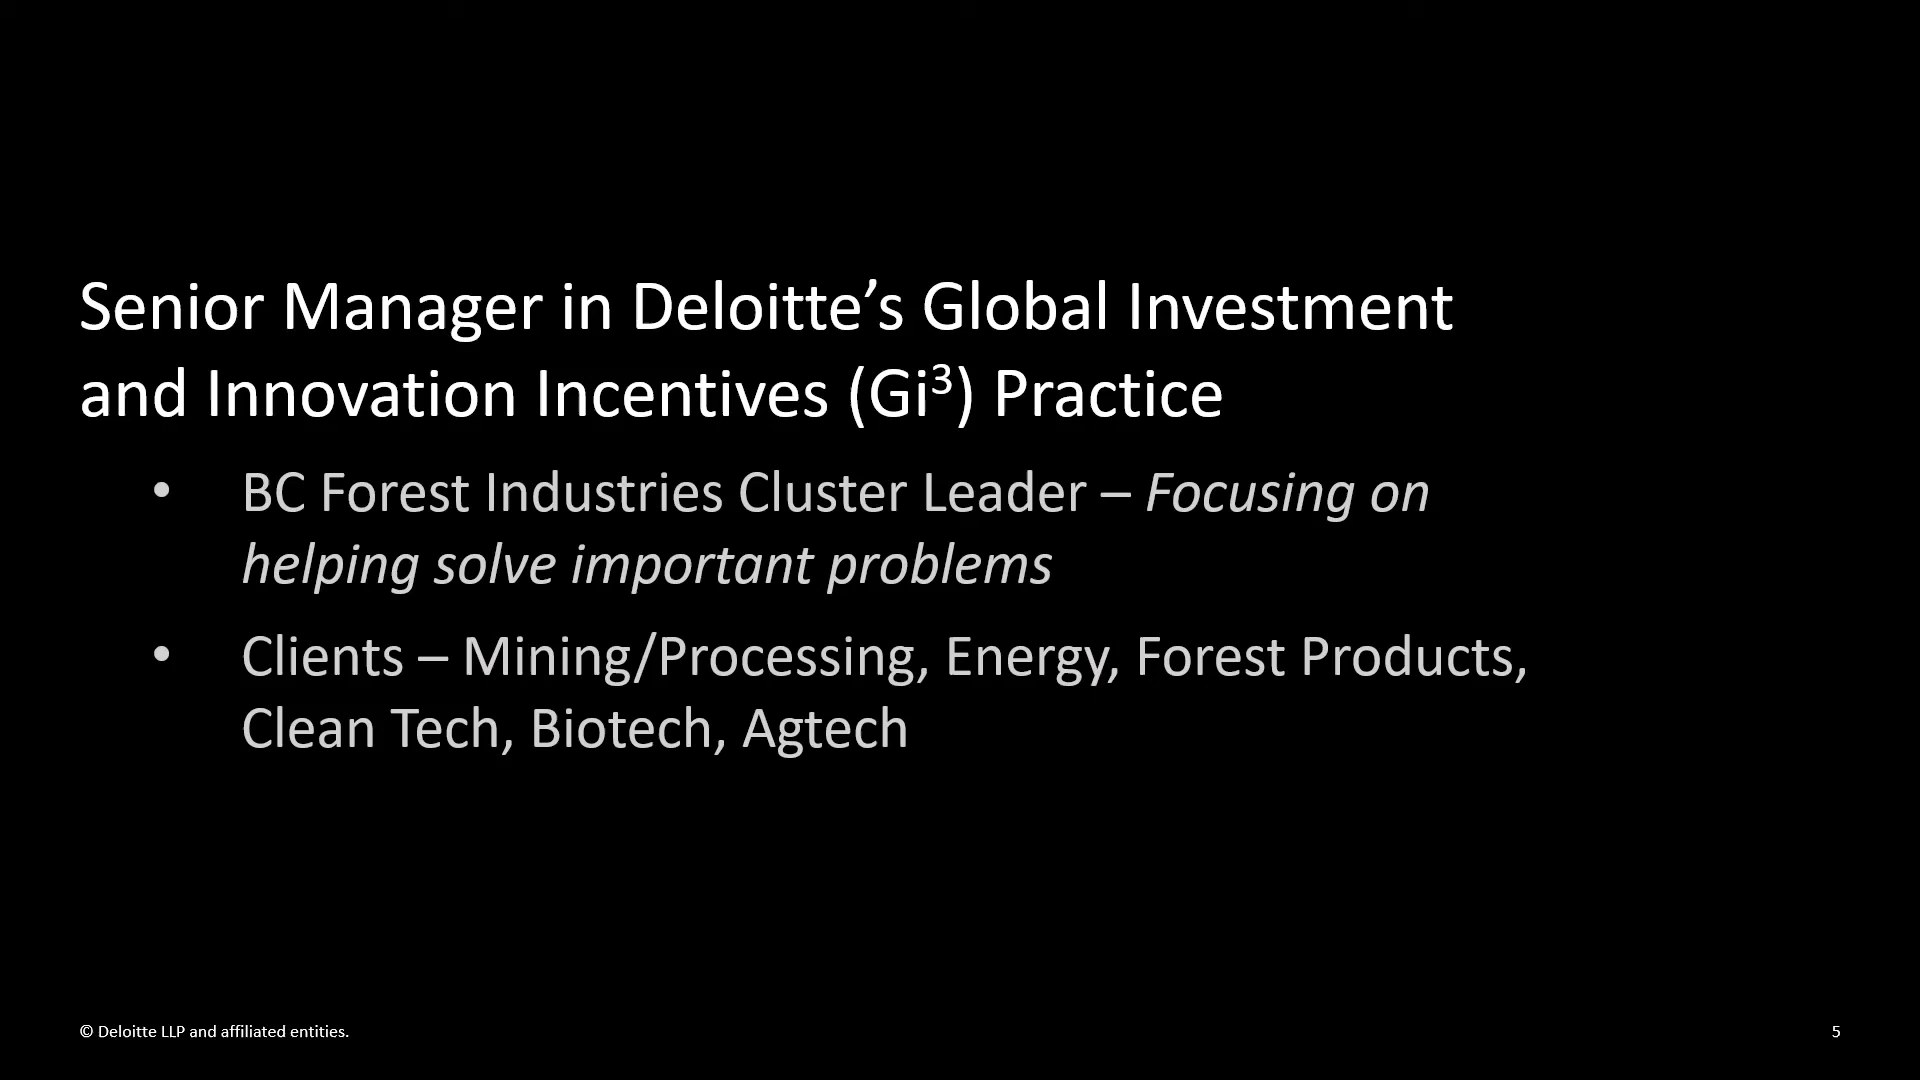 Senior Manager in Deloitte’s Global Investment
and Innovation Incentives (Gi³) Practice
• BC Forest Industries Cluster Leader – Focusing on
helping solve important problems
• Clients – Mining/Processing, Energy, Forest Products,
Clean Tech, Biotech, Agtech
© Deloitte LLP and affiliated entities.
5